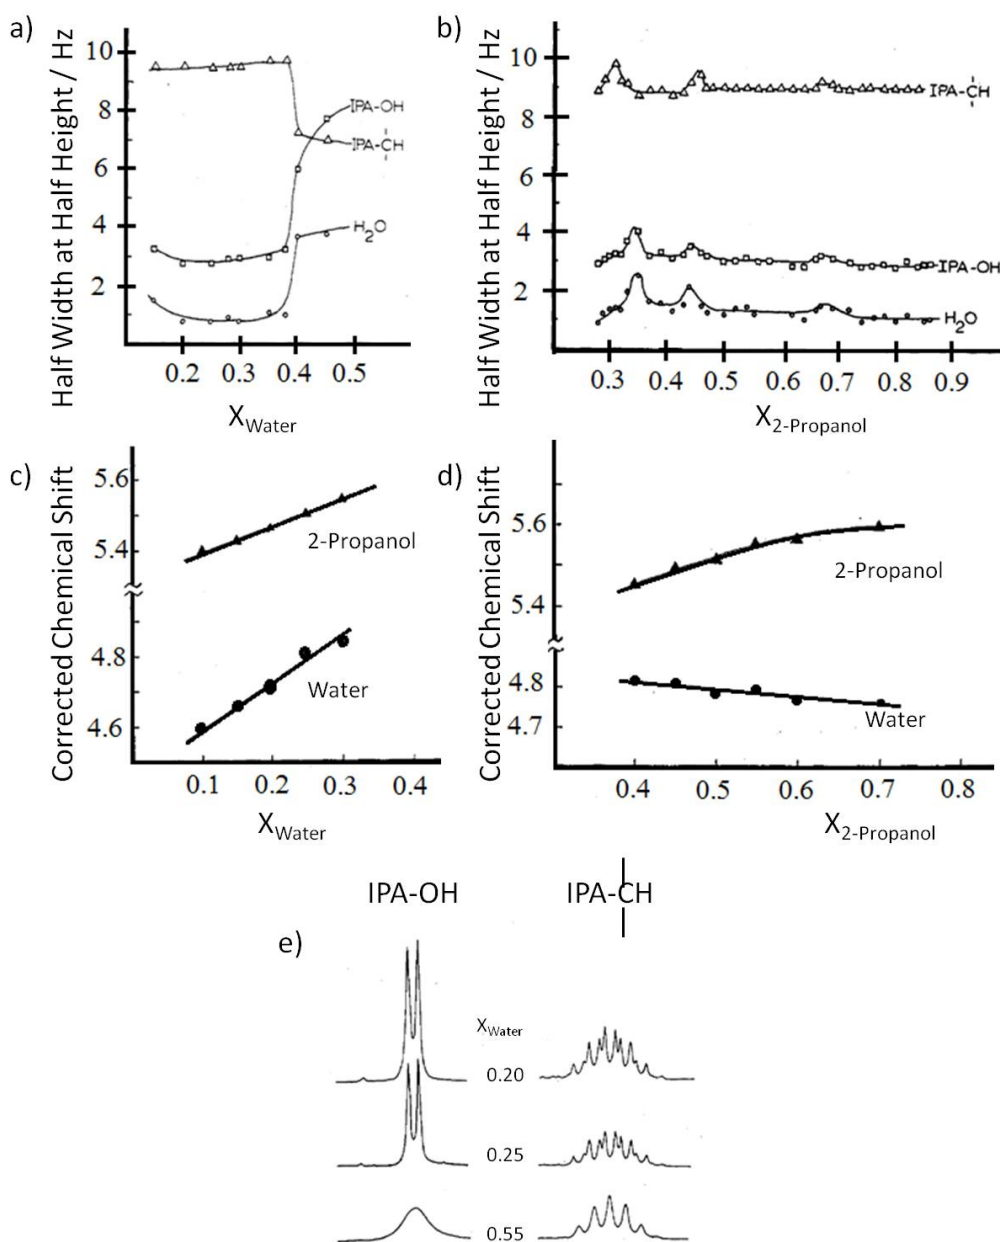 a)
Half Width at Half Height / Hz
10
8
6
4
2
IPA-OH
IPA-CH
H2O
0.2 0.3 0.4 0.5
XWater
b)
Half Width at Half Height / Hz
10
8
6
4
2
IPA-CH
IPA-OH
H2O
0.3 0.4 0.5 0.6 0.7 0.8 0.9
X2-Propanol
c)
Corrected Chemical Shift
5.6
5.4
4.8
4.6
2-Propanol
Water
0.1 0.2 0.3 0.4
XWater
d)
Corrected Chemical Shift
5.6
5.4
4.8
4.7
2-Propanol
Water
0.4 0.5 0.6 0.7 0.8
X2-Propanol
IPA-OH IPA-CH
e)
XWater
0.20
0.25
0.55